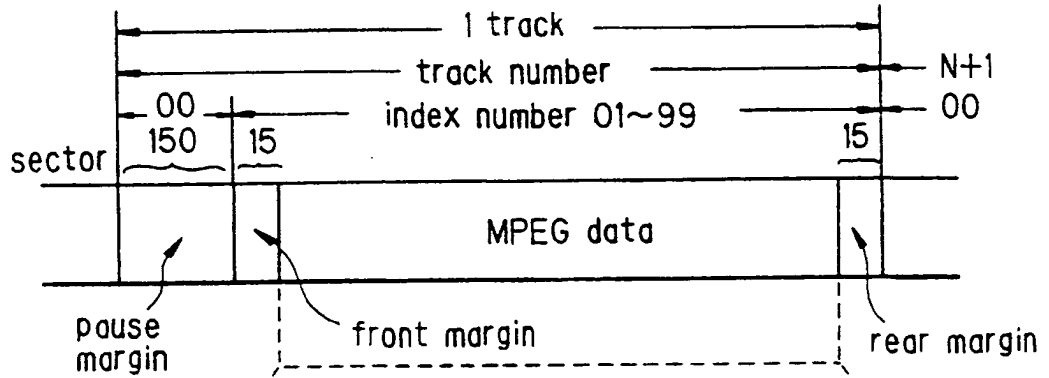 1 track
track number N+1
00 index number 01~99 00
150 15 15
sector
MPEG data
pause
margin
front margin
rear margin